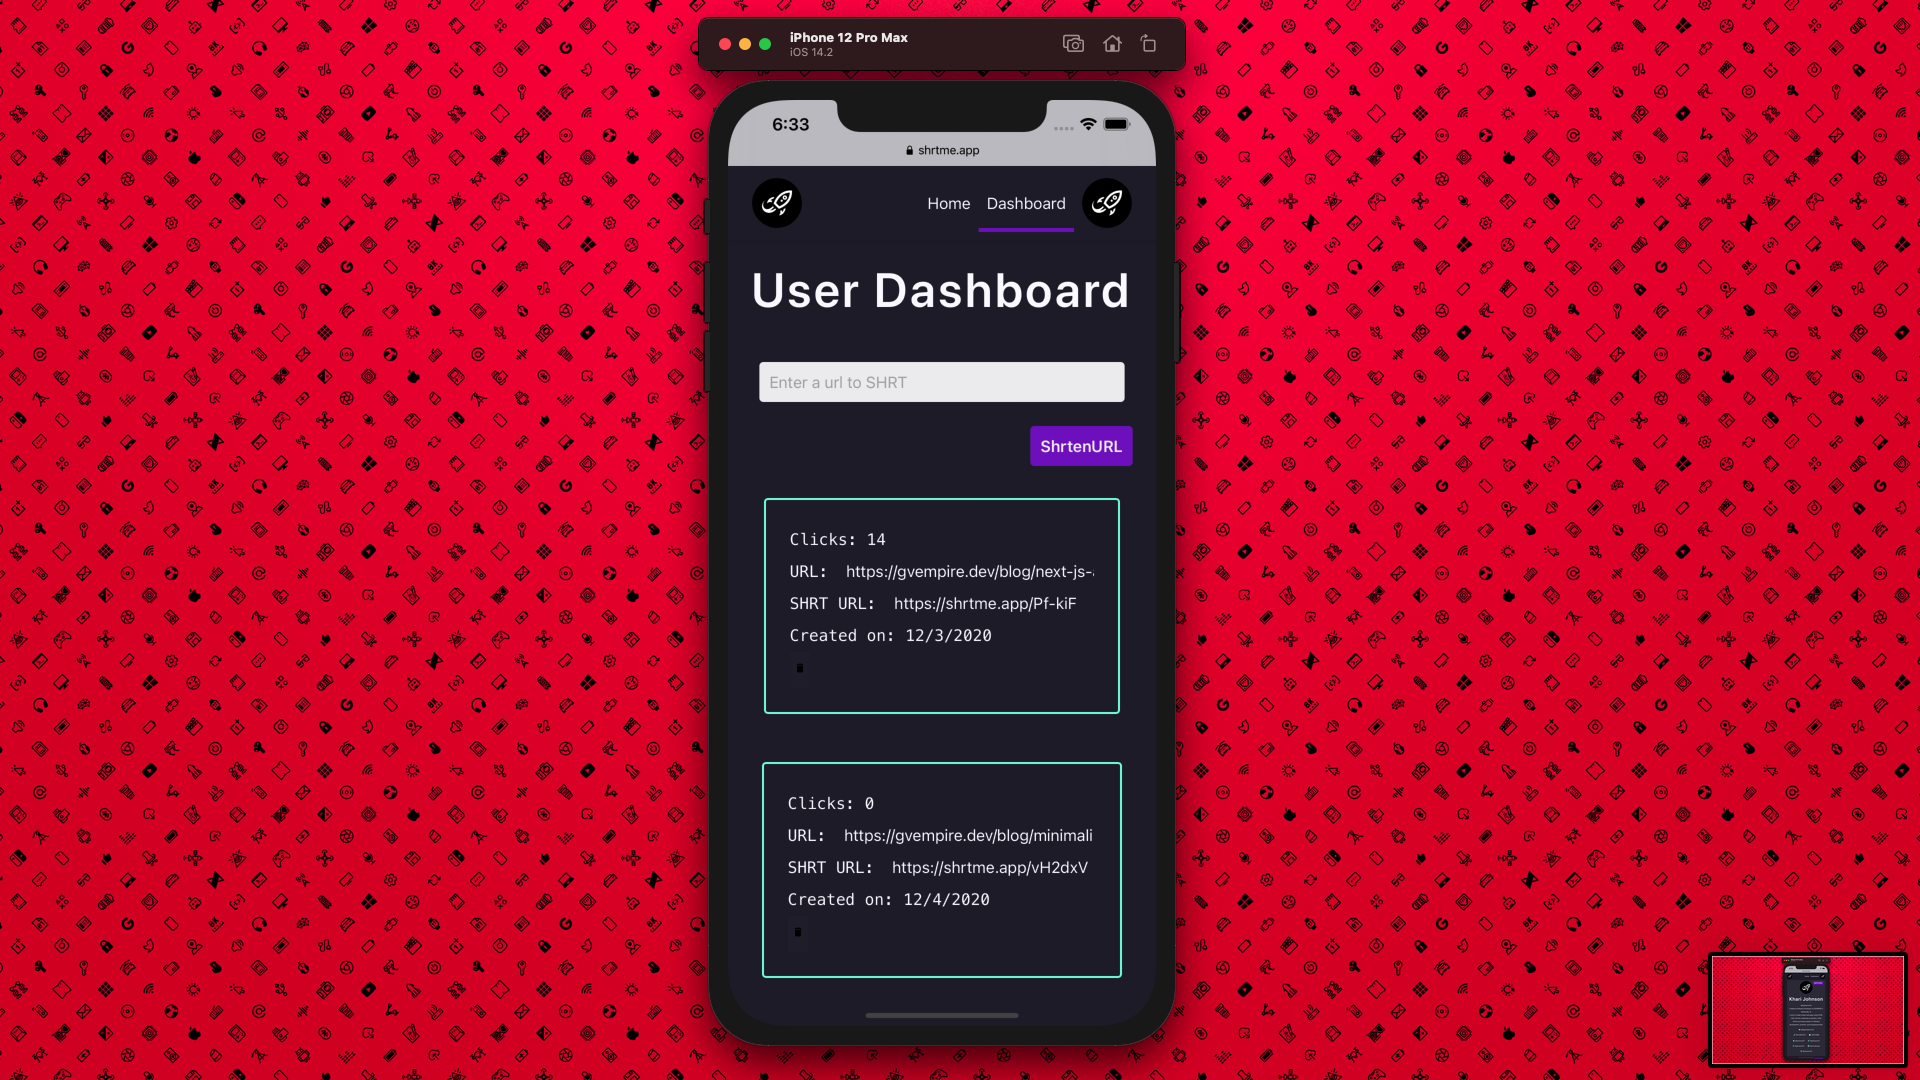 iPhone 12 Pro Max
iOS 14.2
6:33
shrtme.app
Home Dashboard
User Dashboard
Enter a url to SHRT
ShrtenURL
Clicks: 14
URL: https://gvempire.dev/blog/next-js-
SHRT URL: https://shrtme.app/Pf-kiF
Created on: 12/3/2020
Clicks: 0
URL: https://gvempire.dev/blog/minimali
SHRT URL: https://shrtme.app/vH2dxV
Created on: 12/4/2020
Khari Johnson